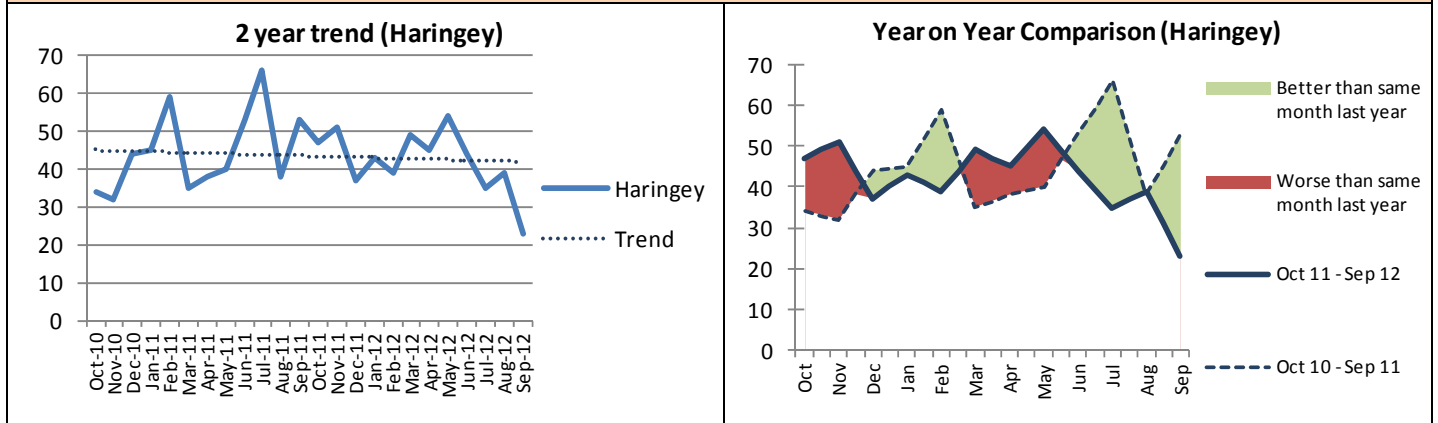 2 year trend (Haringey)
70
60
50
40
30
20
10
0
Oct-10
Nov-10
Dec-10
Jan-11
Feb-11
Mar-11
Apr-11
May-11
Jun-11
Jul-11
Aug-11
Sep-11
Oct-11
Nov-11
Dec-11
Jan-12
Feb-12
Mar-12
Apr-12
May-12
Jun-12
Jul-12
Aug-12
Sep-12
Haringey
Trend
Year on Year Comparison (Haringey)
70
60
50
40
30
20
10
0
Oct
Nov
Dec
Jan
Feb
Mar
Apr
May
Jun
Jul
Aug
Sep
Better than same
month last year
Worse than same
month last year
Oct 11 - Sep 12
Oct 10 - Sep 11